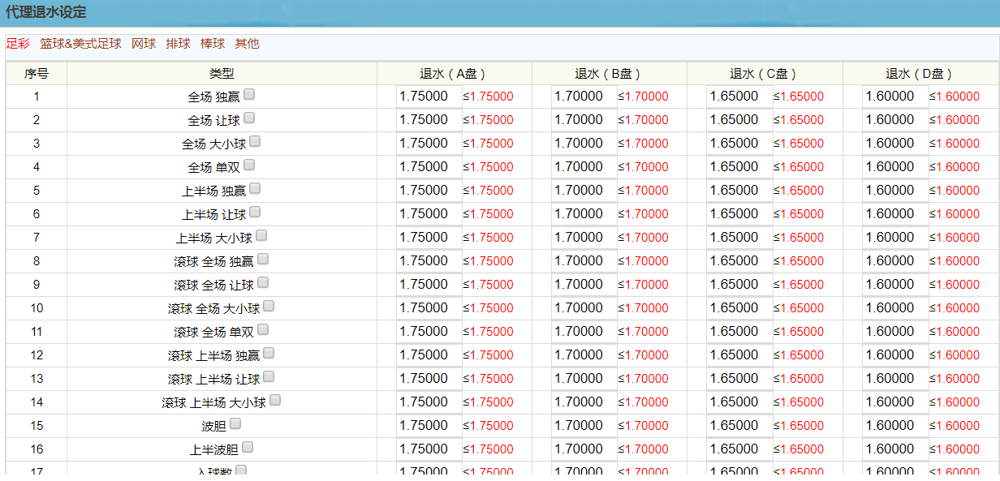 代理退水设定
足彩 篮球&美式足球 网球 排球 棒球 其他
序号 类型 退水（A盘） 退水（B盘） 退水（C盘） 退水（D盘）
1 全场 独赢 1.75000 ≤1.75000 1.70000 ≤1.70000 1.65000 ≤1.65000 1.60000 ≤1.60000
2 全场 让球 1.75000 ≤1.75000 1.70000 ≤1.70000 1.65000 ≤1.65000 1.60000 ≤1.60000
3 全场 大小球 1.75000 ≤1.75000 1.70000 ≤1.70000 1.65000 ≤1.65000 1.60000 ≤1.60000
4 全场 单双 1.75000 ≤1.75000 1.70000 ≤1.70000 1.65000 ≤1.65000 1.60000 ≤1.60000
5 上半场 独赢 1.75000 ≤1.75000 1.70000 ≤1.70000 1.65000 ≤1.65000 1.60000 ≤1.60000
6 上半场 让球 1.75000 ≤1.75000 1.70000 ≤1.70000 1.65000 ≤1.65000 1.60000 ≤1.60000
7 上半场 大小球 1.75000 ≤1.75000 1.70000 ≤1.70000 1.65000 ≤1.65000 1.60000 ≤1.60000
8 滚球 全场 独赢 1.75000 ≤1.75000 1.70000 ≤1.70000 1.65000 ≤1.65000 1.60000 ≤1.60000
9 滚球 全场 让球 1.75000 ≤1.75000 1.70000 ≤1.70000 1.65000 ≤1.65000 1.60000 ≤1.60000
10 滚球 全场 大小球 1.75000 ≤1.75000 1.70000 ≤1.70000 1.65000 ≤1.65000 1.60000 ≤1.60000
11 滚球 全场 单双 1.75000 ≤1.75000 1.70000 ≤1.70000 1.65000 ≤1.65000 1.60000 ≤1.60000
12 滚球 上半场 独赢 1.75000 ≤1.75000 1.70000 ≤1.70000 1.65000 ≤1.65000 1.60000 ≤1.60000
13 滚球 上半场 让球 1.75000 ≤1.75000 1.70000 ≤1.70000 1.65000 ≤1.65000 1.60000 ≤1.60000
14 滚球 上半场 大小球 1.75000 ≤1.75000 1.70000 ≤1.70000 1.65000 ≤1.65000 1.60000 ≤1.60000
15 波胆 1.75000 ≤1.75000 1.70000 ≤1.70000 1.65000 ≤1.65000 1.60000 ≤1.60000
16 上半波胆 1.75000 ≤1.75000 1.70000 ≤1.70000 1.65000 ≤1.65000 1.60000 ≤1.60000
17 入球数 1.75000 ≤1.75000 1.70000 ≤1.70000 1.65000 ≤1.65000 1.60000 ≤1.60000